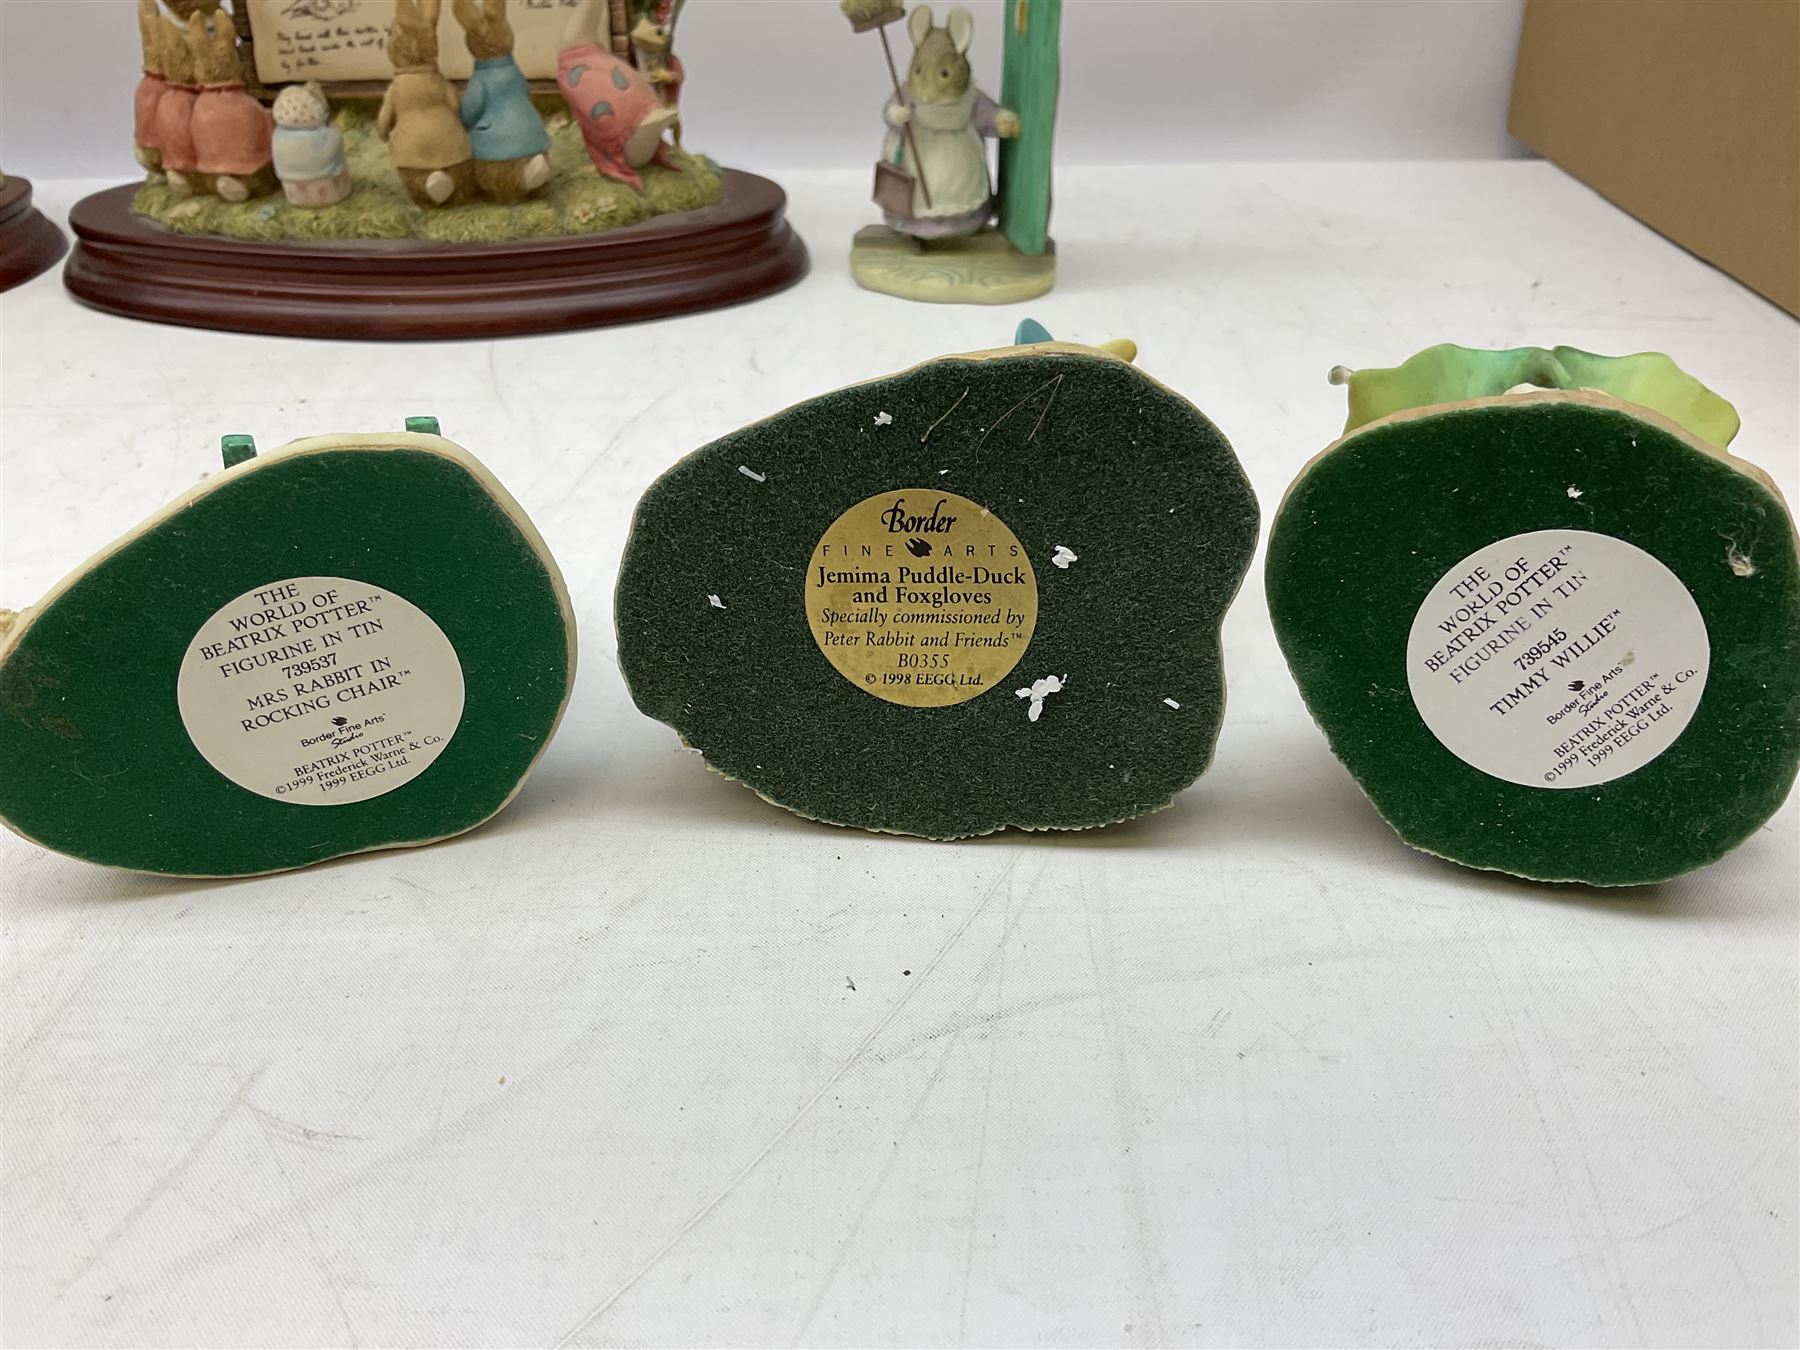 THE
WORLD OF
BEATRIX POTTER™
FIGURINE IN TIN
739537
MRS RABBIT IN
ROCKING CHAIR™
Border Fine Arts™
Studio
BEATRIX POTTER™
©1999 Frederick Warne & Co.
1999 EEGG Ltd.
Border
FINE ARTS
Jemima Puddle-Duck
and Foxgloves
Specially commissioned by
Peter Rabbit and Friends™
B0355
© 1998 EEGG Ltd.
THE
WORLD OF
BEATRIX POTTER™
FIGURINE IN TIN
739545
TIMMY WILLIE™
Border Fine Arts™
Studio
BEATRIX POTTER™
©1999 Frederick Warne & Co.
1999 EEGG Ltd.